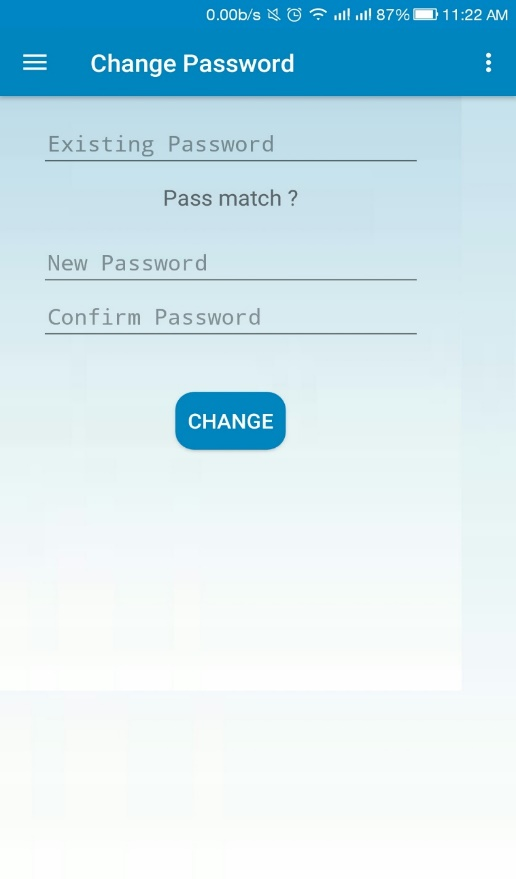 0.00b/s 87% 11:22 AM
Change Password
Existing Password
Pass match ?
New Password
Confirm Password
CHANGE